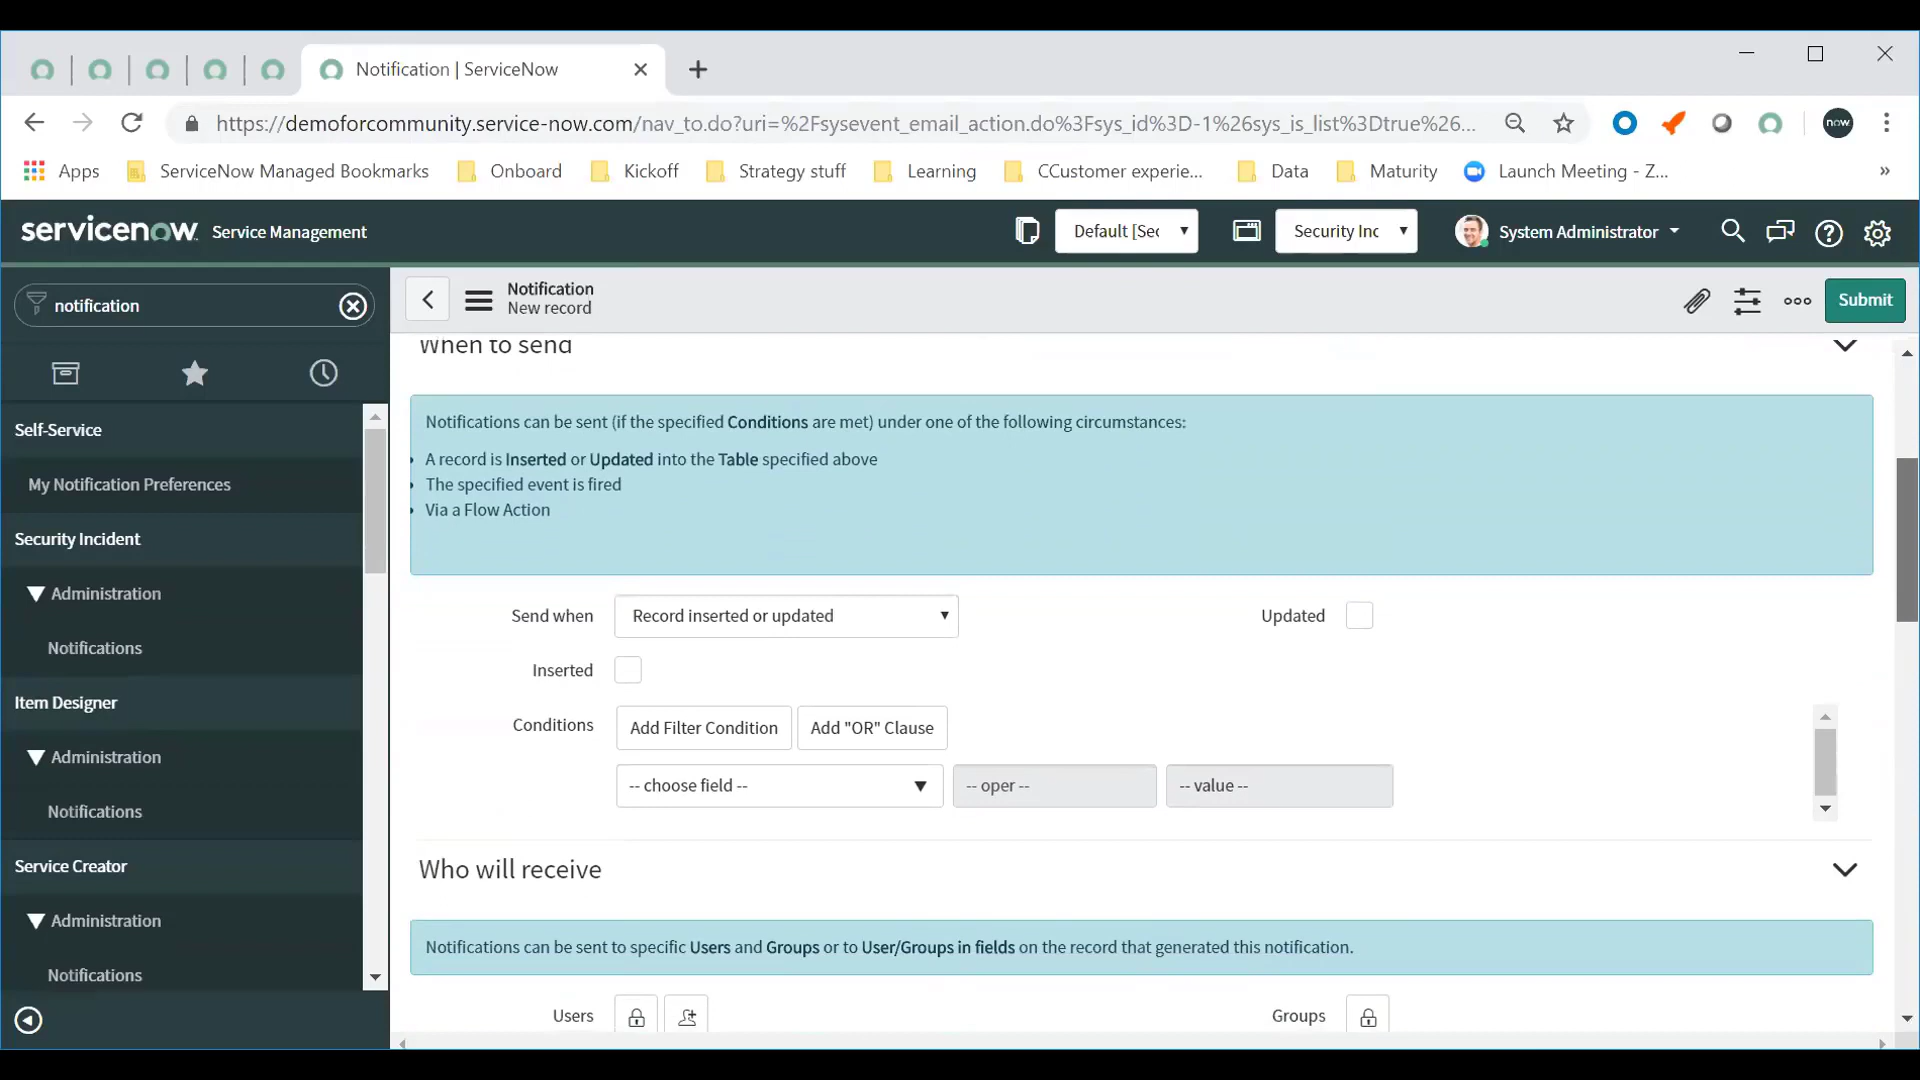 Notification | ServiceNow
https://demoforcommunity.service-now.com/nav_to.do?uri=%2Fsysevent_email_action.do%3Fsys_id%3D-1%26sys_is_list%3Dtrue%26...
now
Apps
ServiceNow Managed Bookmarks
Onboard
Kickoff
Strategy stuff
Learning
CCustomer experie...
Data
Maturity
Launch Meeting - Z...
»
servicenow Service Management
Default [Sec
Security Inc
System Administrator
notification
Notification
New record
Submit
Self-Service
My Notification Preferences
Security Incident
Administration
Notifications
Item Designer
Administration
Notifications
Service Creator
Administration
Notifications
When to send
Notifications can be sent (if the specified Conditions are met) under one of the following circumstances:
A record is Inserted or Updated into the Table specified above
The specified event is fired
Via a Flow Action
Send when
Record inserted or updated
Updated
Inserted
Conditions
Add Filter Condition
Add "OR" Clause
-- choose field --
-- oper --
-- value --
Who will receive
Notifications can be sent to specific Users and Groups or to User/Groups in fields on the record that generated this notification.
Users
Groups